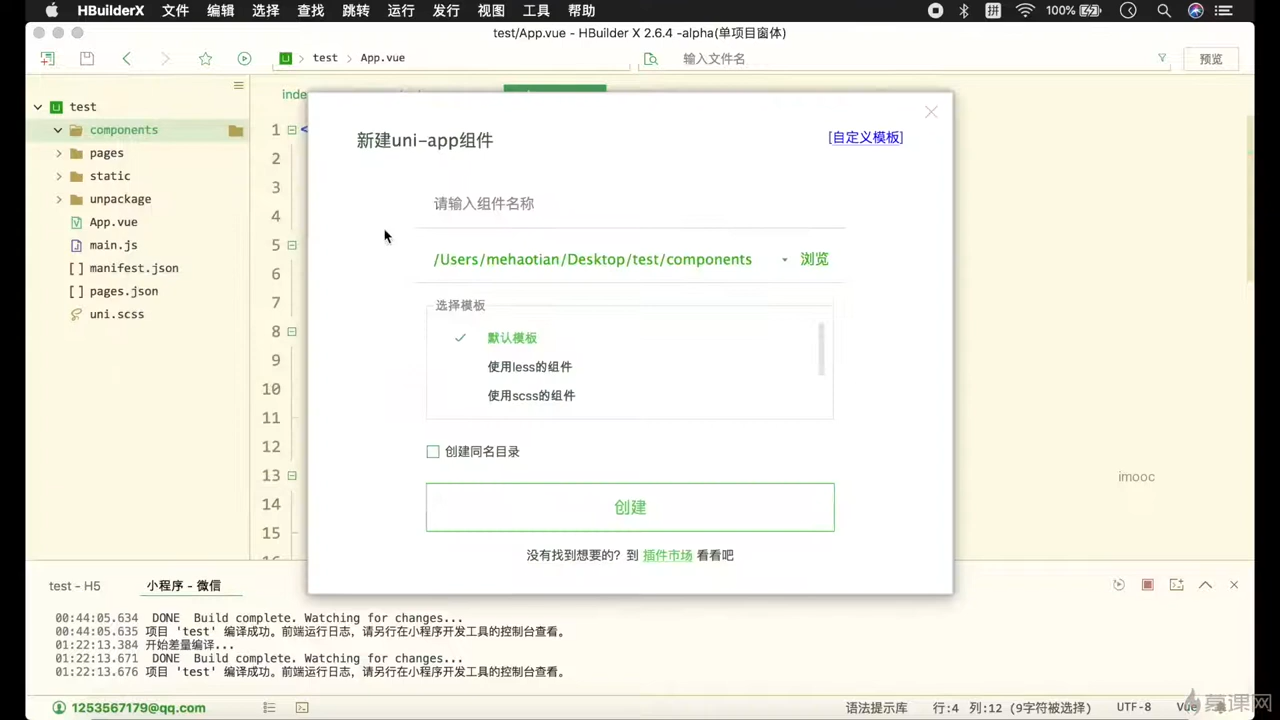 HBuilderX 文件 编辑 选择 查找 跳转 运行 发行 视图 工具 帮助 拼 100%
test/App.vue - HBuilder X 2.6.4 -alpha(单项目窗体)
test App.vue 输入文件名 预览
test
components
pages
static
unpackage
App.vue
main.js
[ ] manifest.json
[ ] pages.json
uni.scss
inde
1 <
2
3
4
5
6
7
8
9
10
11
12
13
14
15
新建uni-app组件
[自定义模板]
请输入组件名称
/Users/mehaotian/Desktop/test/components 浏览
选择模板
默认模板
使用less的组件
使用scss的组件
创建同名目录
创建
没有找到想要的? 到 插件市场 看看吧
imooc
test - H5 小程序 - 微信
00:44:05.634 DONE Build complete. Watching for changes...
00:44:05.635 项目 'test' 编译成功。前端运行日志，请另行在小程序开发工具的控制台查看。
01:22:13.384 开始差量编译...
01:22:13.671 DONE Build complete. Watching for changes...
01:22:13.676 项目 'test' 编译成功。前端运行日志，请另行在小程序开发工具的控制台查看。
1253567179@qq.com 语法提示库 行:4 列:12 (9字符被选择) UTF-8 Vue
慕课网